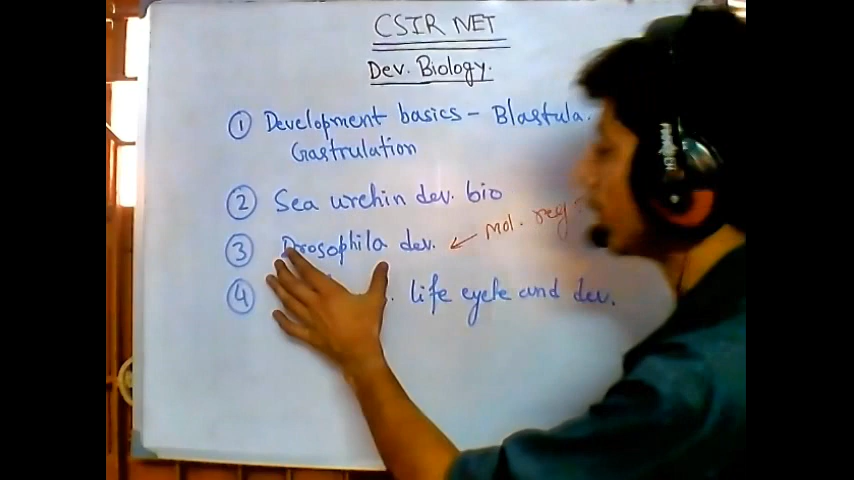 CSIR NET
Dev. Biology.
① Development basics - Blastula.
Gastrulation
② Sea urchin dev. bio
③ Drosophila dev. ← mol. reg
④ life cycle and dev.